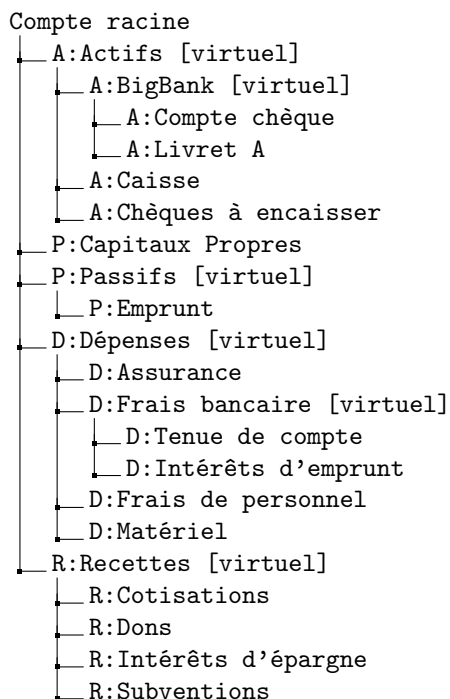 Compte racine
A:Actifs [virtuel]
A:BigBank [virtuel]
A:Compte chèque
A:Livret A
A:Caisse
A:Chèques à encaisser
P:Capitaux Propres
P:Passifs [virtuel]
P:Emprunt
D:Dépenses [virtuel]
D:Assurance
D:Frais bancaire [virtuel]
D:Tenue de compte
D:Intérêts d'emprunt
D:Frais de personnel
D:Matériel
R:Recettes [virtuel]
R:Cotisations
R:Dons
R:Intérêts d'épargne
R:Subventions